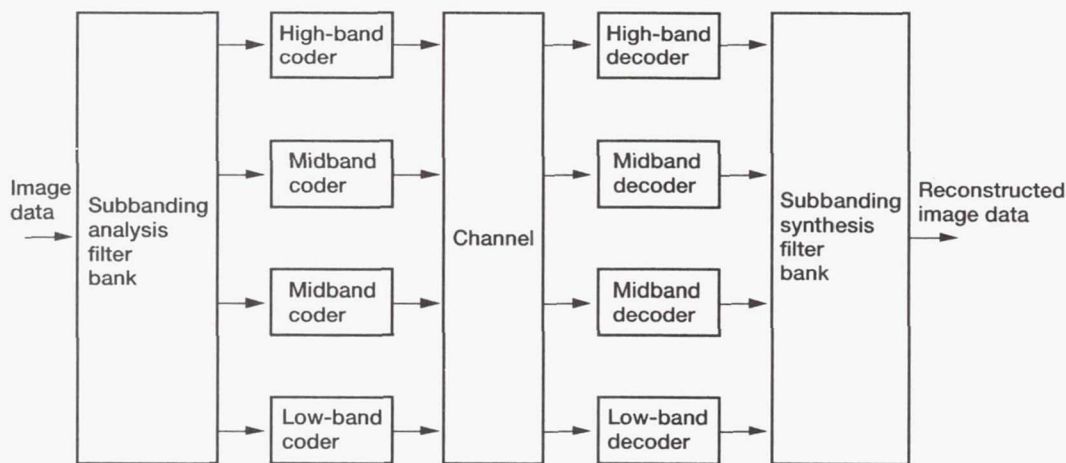 Image
data
Subbanding
analysis
filter
bank
High-band
coder
Midband
coder
Midband
coder
Low-band
coder
Channel
High-band
decoder
Midband
decoder
Midband
decoder
Low-band
decoder
Subbanding
synthesis
filter
bank
Reconstructed
image data